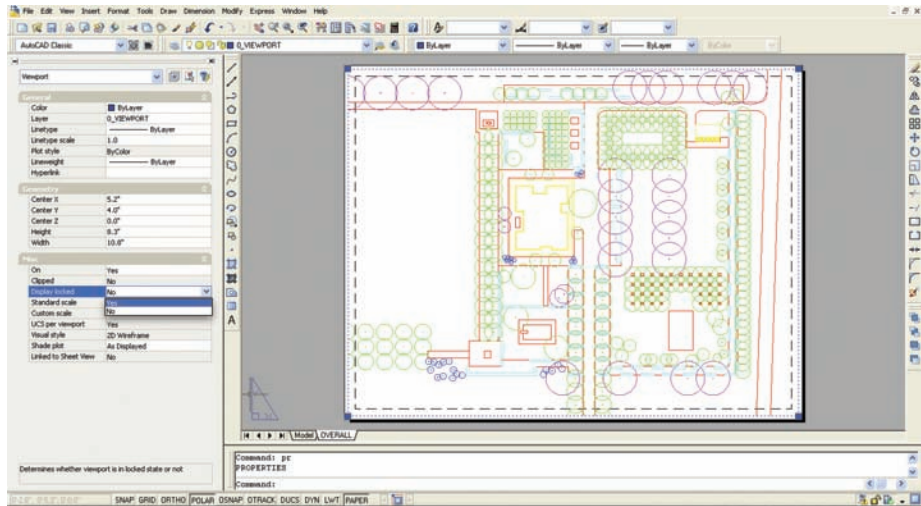 File Edit View Insert Format Tools Draw Dimension Modify Express Window Help
AutoCAD Classic
0_VIEWPORT
ByLayer
ByLayer
ByLayer
ByColor
Viewport
General
Color ByLayer
Layer 0_VIEWPORT
Linetype ByLayer
Linetype scale 1.0
Plot style ByColor
Lineweight ByLayer
Hyperlink
Geometry
Center X 5.2"
Center Y 4.0"
Center Z 0.0"
Height 8.3"
Width 10.8"
Misc
On Yes
Clipped No
Display locked No
Standard scale Yes
Custom scale No
UCS per viewport Yes
Visual style 2D Wireframe
Shade plot As Displayed
Linked to Sheet View No
A
Model OVERALL
Command: pr
PROPERTIES
Command:
Determines whether viewport is in locked state or not
SNAP GRID ORTHO POLAR OSNAP OTRACK DUCS DYN LWT PAPER